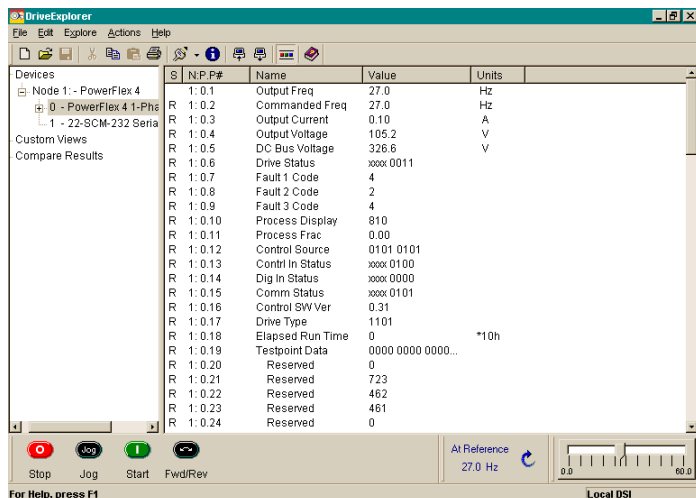 DriveExplorer
File Edit Explore Actions Help
Devices
Node 1: - PowerFlex 4
0 - PowerFlex 4 1-Pha
1 - 22-SCM-232 Seria
Custom Views
Compare Results
S N:P.P# Name Value Units
1: 0.1 Output Freq 27.0 Hz
R 1: 0.2 Commanded Freq 27.0 Hz
R 1: 0.3 Output Current 0.10 A
R 1: 0.4 Output Voltage 105.2 V
R 1: 0.5 DC Bus Voltage 326.6 V
R 1: 0.6 Drive Status xxxx 0011
R 1: 0.7 Fault 1 Code 4
R 1: 0.8 Fault 2 Code 2
R 1: 0.9 Fault 3 Code 4
R 1: 0.10 Process Display 810
R 1: 0.11 Process Frac 0.00
R 1: 0.12 Control Source 0101 0101
R 1: 0.13 Contrl In Status xxxx 0100
R 1: 0.14 Dig In Status xxxx 0000
R 1: 0.15 Comm Status xxxx 0101
R 1: 0.16 Control SW Ver 0.31
R 1: 0.17 Drive Type 1101
R 1: 0.18 Elapsed Run Time 0 *10h
R 1: 0.19 Testpoint Data 0000 0000 0000...
R 1: 0.20 Reserved 0
R 1: 0.21 Reserved 723
R 1: 0.22 Reserved 462
R 1: 0.23 Reserved 461
R 1: 0.24 Reserved 0
O Jog I
Stop Jog Start Fwd/Rev
At Reference
27.0 Hz
0.0 60.0
For Help, press F1 Local DSI